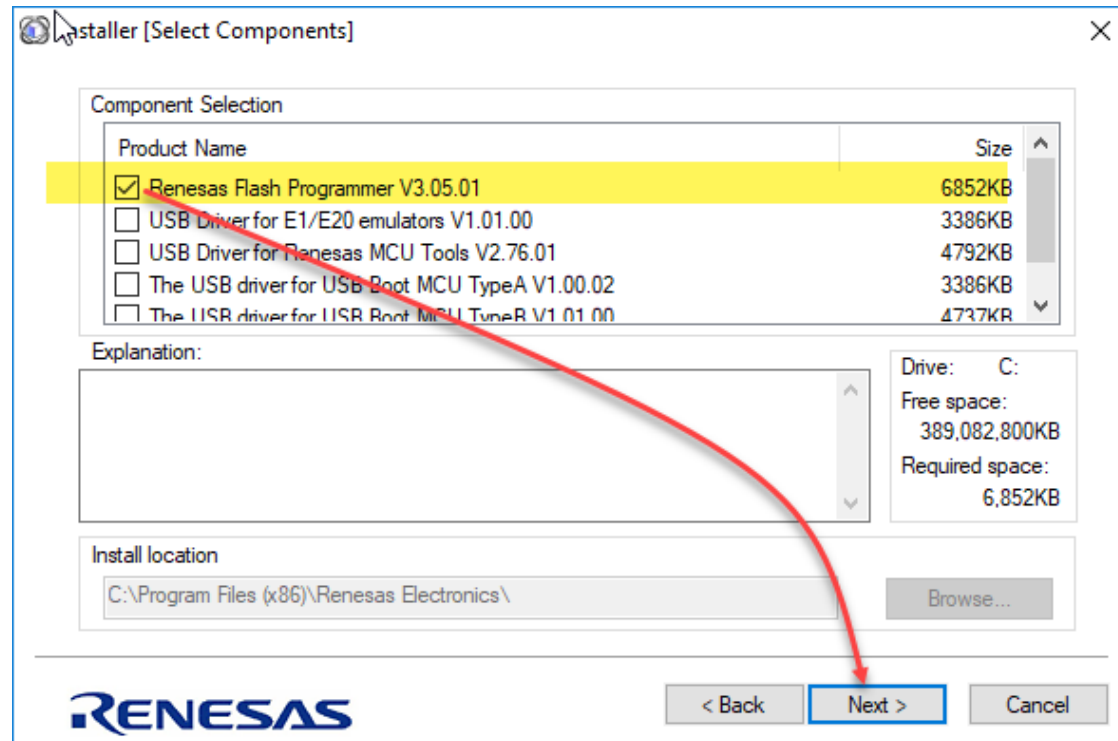 Installer [Select Components]
Component Selection
Product Name Size
Renesas Flash Programmer V3.05.01 6852KB
USB Driver for E1/E20 emulators V1.01.00 3386KB
USB Driver for Renesas MCU Tools V2.76.01 4792KB
The USB driver for USB Boot MCU TypeA V1.00.02 3386KB
The USB driver for USB Boot MCU TypeB V1.01.00 4737KB
Explanation:
Drive: C:
Free space:
389,082,800KB
Required space:
6,852KB
Install location
C:\Program Files (x86)\Renesas Electronics\
Browse...
RENESAS
< Back Next > Cancel